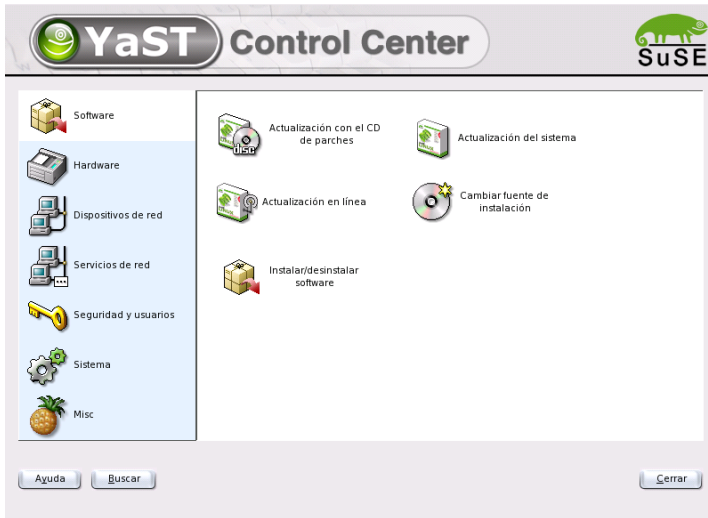 YaST Control Center
SuSE
Software
Hardware
Dispositivos de red
Servicios de red
Seguridad y usuarios
Sistema
Misc
Actualización con el CD
de parches
disc
Actualización del sistema
Actualización en línea
Cambiar fuente de
instalación
Instalar/desinstalar
software
Ayuda
Buscar
Cerrar